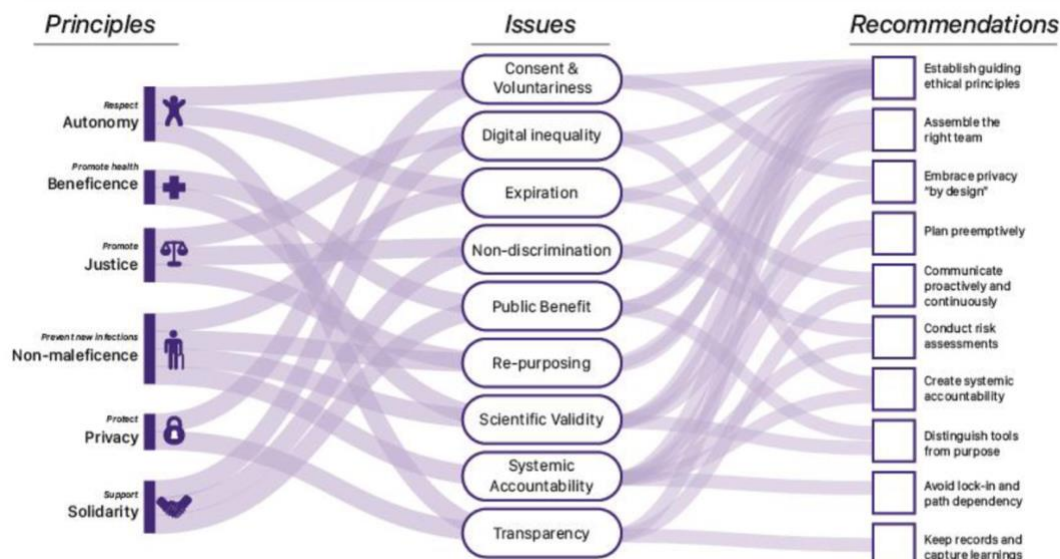 Principles
Issues
Recommendations
Respect
Autonomy
Promote health
Beneficence
Promote
Justice
Prevent new infections
Non-maleficence
Protect
Privacy
Support
Solidarity
Consent &
Voluntariness
Digital inequality
Expiration
Non-discrimination
Public Benefit
Re-purposing
Scientific Validity
Systemic
Accountability
Transparency
Establish guiding
ethical principles
Assemble the
right team
Embrace privacy
"by design"
Plan preemptively
Communicate
proactively and
continuously
Conduct risk
assessments
Create systemic
accountability
Distinguish tools
from purpose
Avoid lock-in and
path dependency
Keep records and
capture learnings